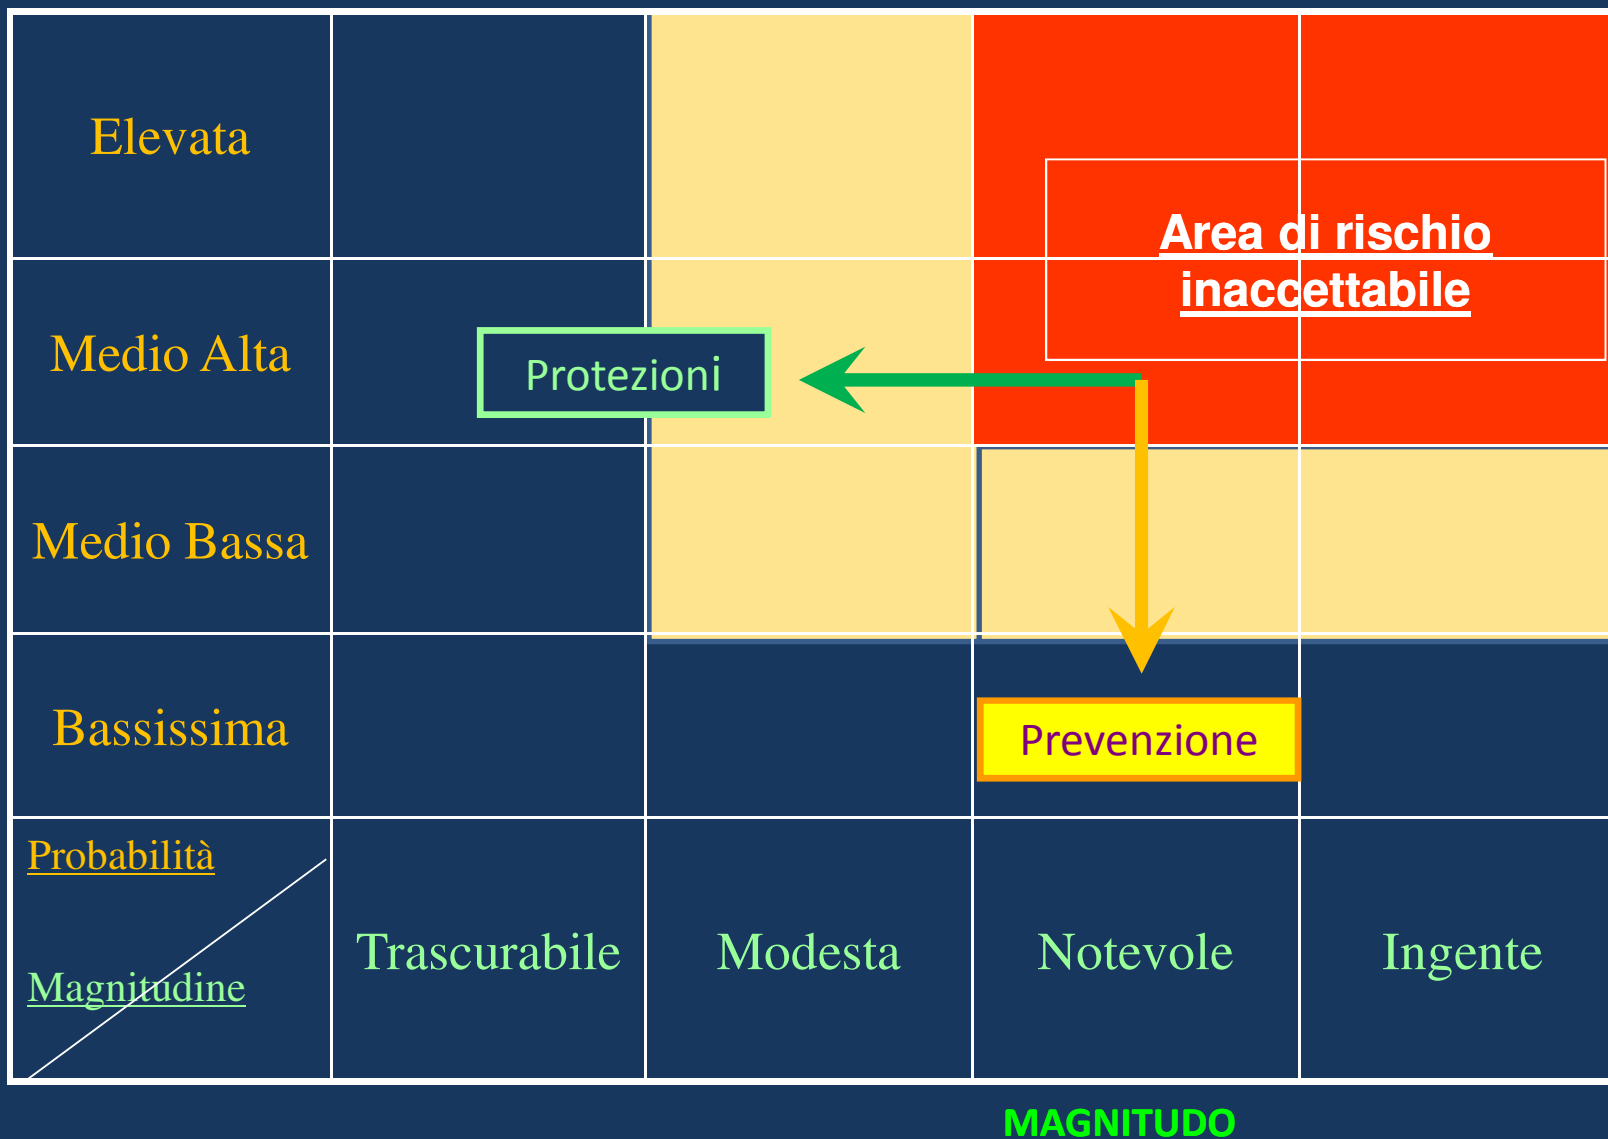 Elevata
Area di rischio
inaccettabile
Medio Alta
Protezioni
Medio Bassa
Bassissima
Prevenzione
Probabilità
Magnitudine
Trascurabile
Modesta
Notevole
Ingente
MAGNITUDO